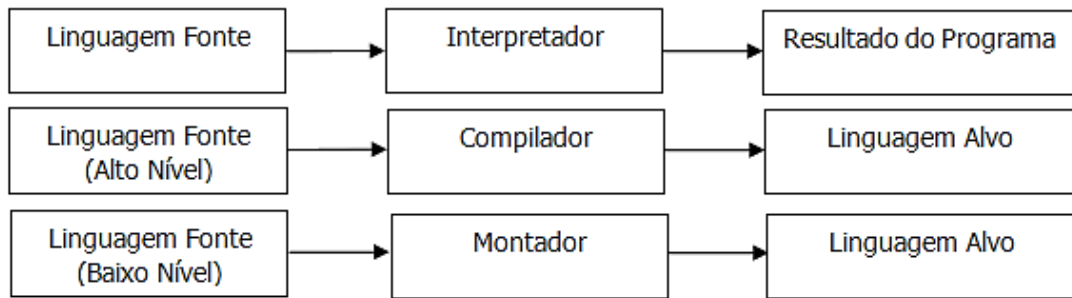 Linguagem Fonte
Interpretador
Resultado do Programa
Linguagem Fonte
(Alto Nível)
Compilador
Linguagem Alvo
Linguagem Fonte
(Baixo Nível)
Montador
Linguagem Alvo